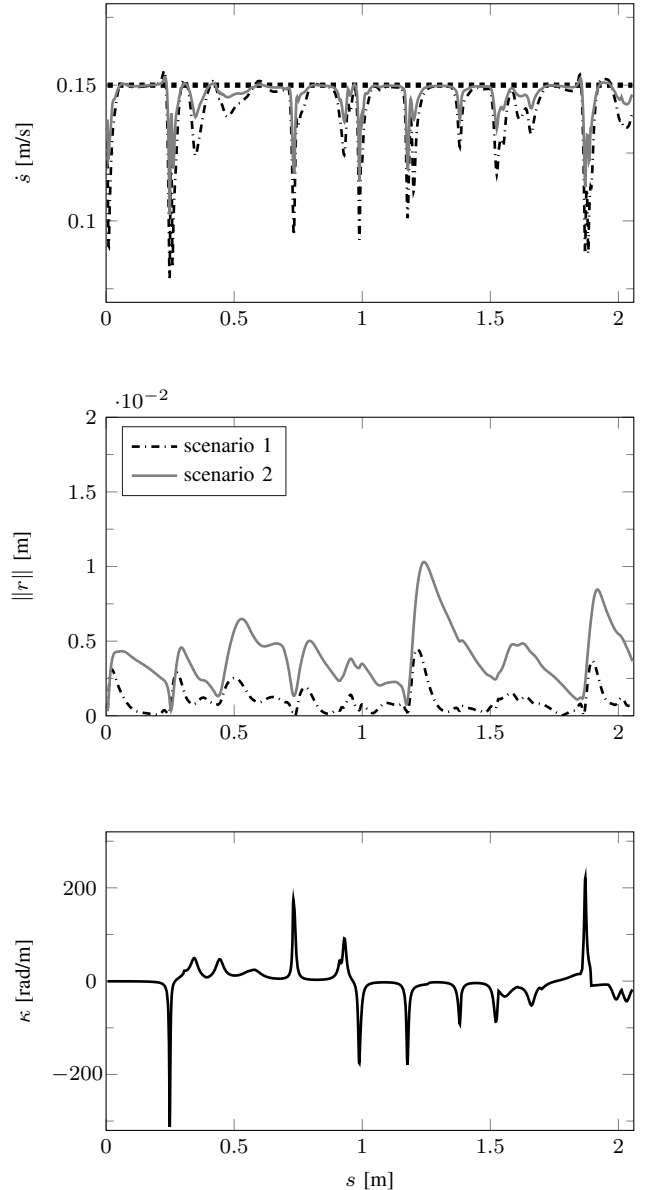 0.15
0.1
ṡ [m/s]
0 0.5 1 1.5 2
·10⁻²
2
1.5
1
0.5
0
||r|| [m]
scenario 1
scenario 2
0 0.5 1 1.5 2
200
0
−200
κ [rad/m]
0 0.5 1 1.5 2
s [m]